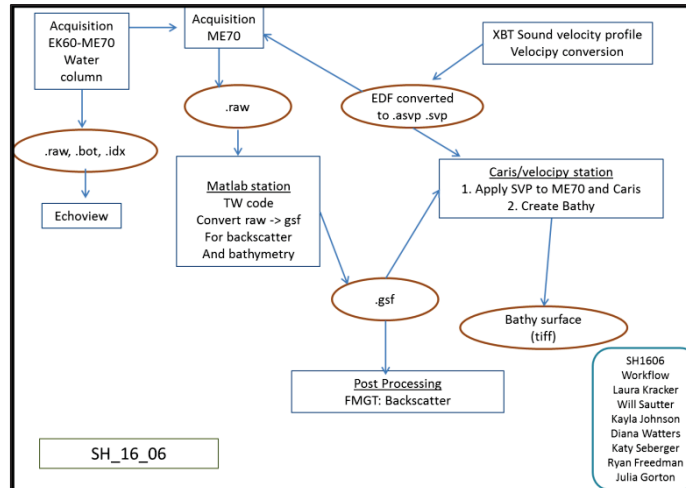 Acquisition
EK60-ME70
Water
column
Acquisition
ME70
XBT Sound velocity profile
Velocipy conversion
.raw
EDF converted
to .asvp .svp
.raw, .bot, .idx
Echoview
Matlab station
TW code
Convert raw -> gsf
For backscatter
And bathymetry
Caris/velocipy station
1. Apply SVP to ME70 and Caris
2. Create Bathy
.gsf
Bathy surface
(tiff)
Post Processing
FMGT: Backscatter
SH_16_06
SH1606
Workflow
Laura Kracker
Will Sautter
Kayla Johnson
Diana Watters
Katy Seberger
Ryan Freedman
Julia Gorton